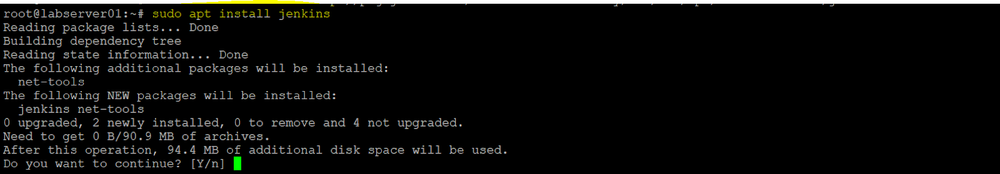 root@labserver01:~# sudo apt install jenkins
Reading package lists... Done
Building dependency tree
Reading state information... Done
The following additional packages will be installed:
  net-tools
The following NEW packages will be installed:
  jenkins net-tools
0 upgraded, 2 newly installed, 0 to remove and 4 not upgraded.
Need to get 0 B/90.9 MB of archives.
After this operation, 94.4 MB of additional disk space will be used.
Do you want to continue? [Y/n]